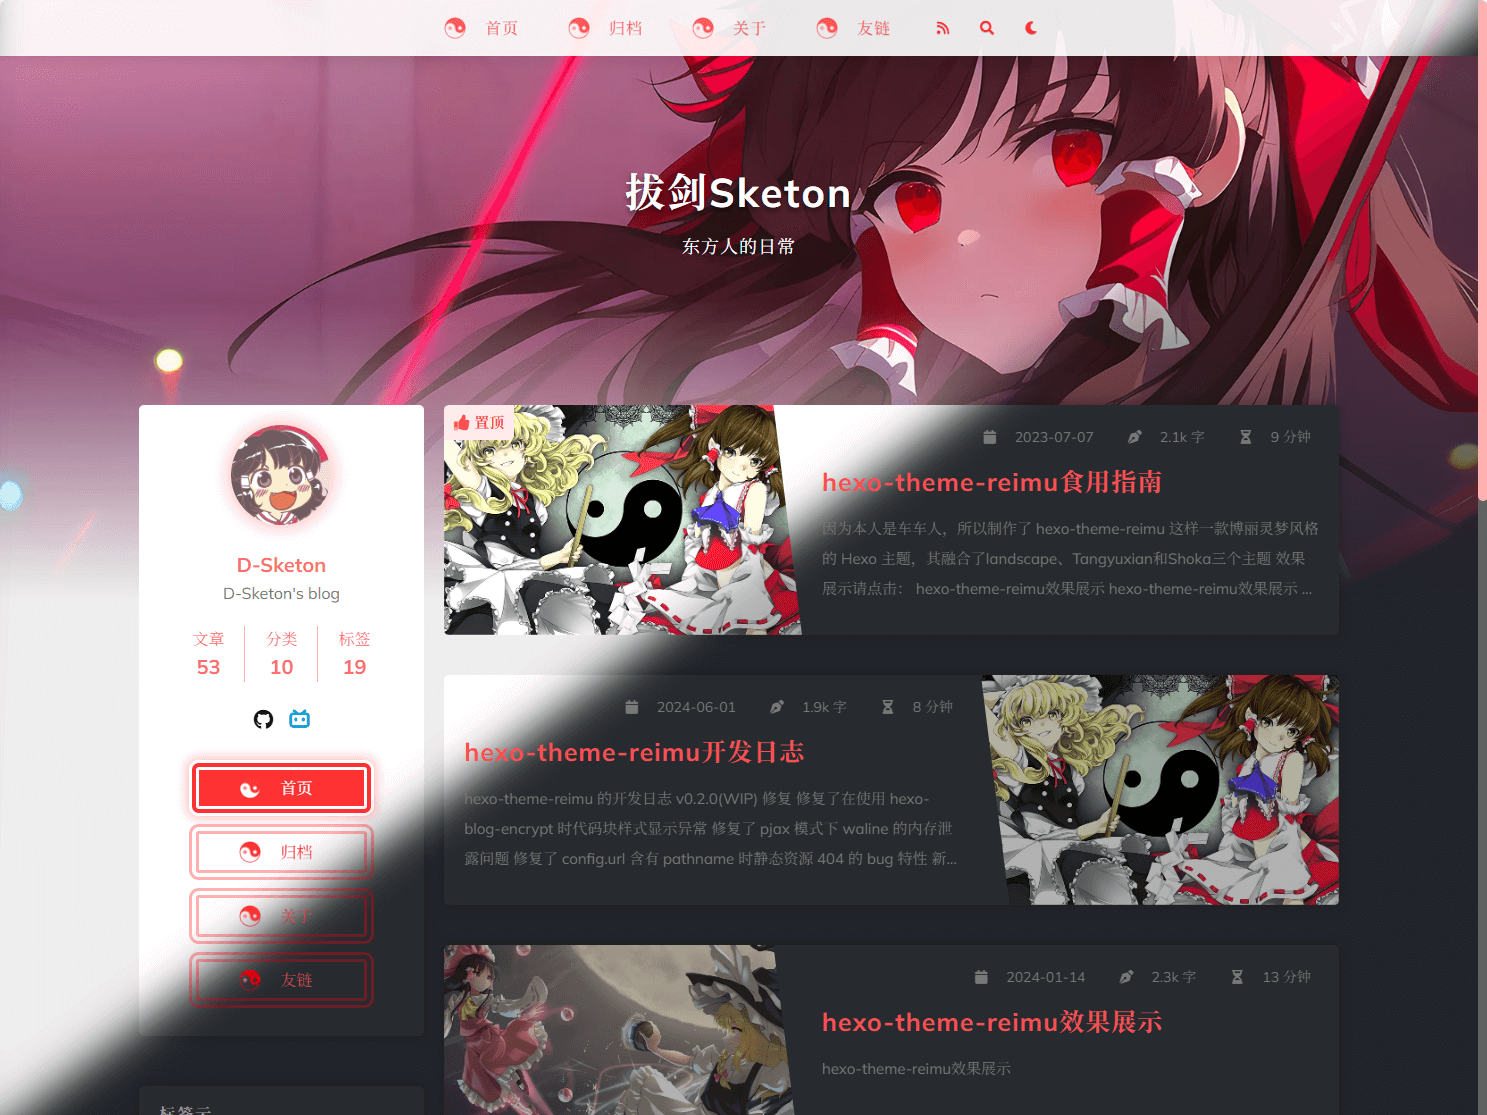 首页 归档 关于 友链
拔剑Sketon
东方人的日常
D-Sketon
D-Sketon's blog
文章 分类 标签
53 10 19
首页
归档
关于
友链
标签云
置顶
2023-07-07 2.1k 字 9 分钟
hexo-theme-reimu食用指南
因为本人是车车人，所以制作了 hexo-theme-reimu 这样一款博丽灵梦风格
的 Hexo 主题，其融合了landscape、Tangyuxian和Shoka三个主题 效果
展示请点击： hexo-theme-reimu效果展示 hexo-theme-reimu效果展示 ...
2024-06-01 1.9k 字 8 分钟
hexo-theme-reimu开发日志
hexo-theme-reimu 的开发日志 v0.2.0(WIP) 修复 修复了在使用 hexo-
blog-encrypt 时代码块样式显示异常 修复了 pjax 模式下 waline 的内存泄
露问题 修复了 config.url 含有 pathname 时静态资源 404 的 bug 特性 新...
2024-01-14 2.3k 字 13 分钟
hexo-theme-reimu效果展示
hexo-theme-reimu效果展示